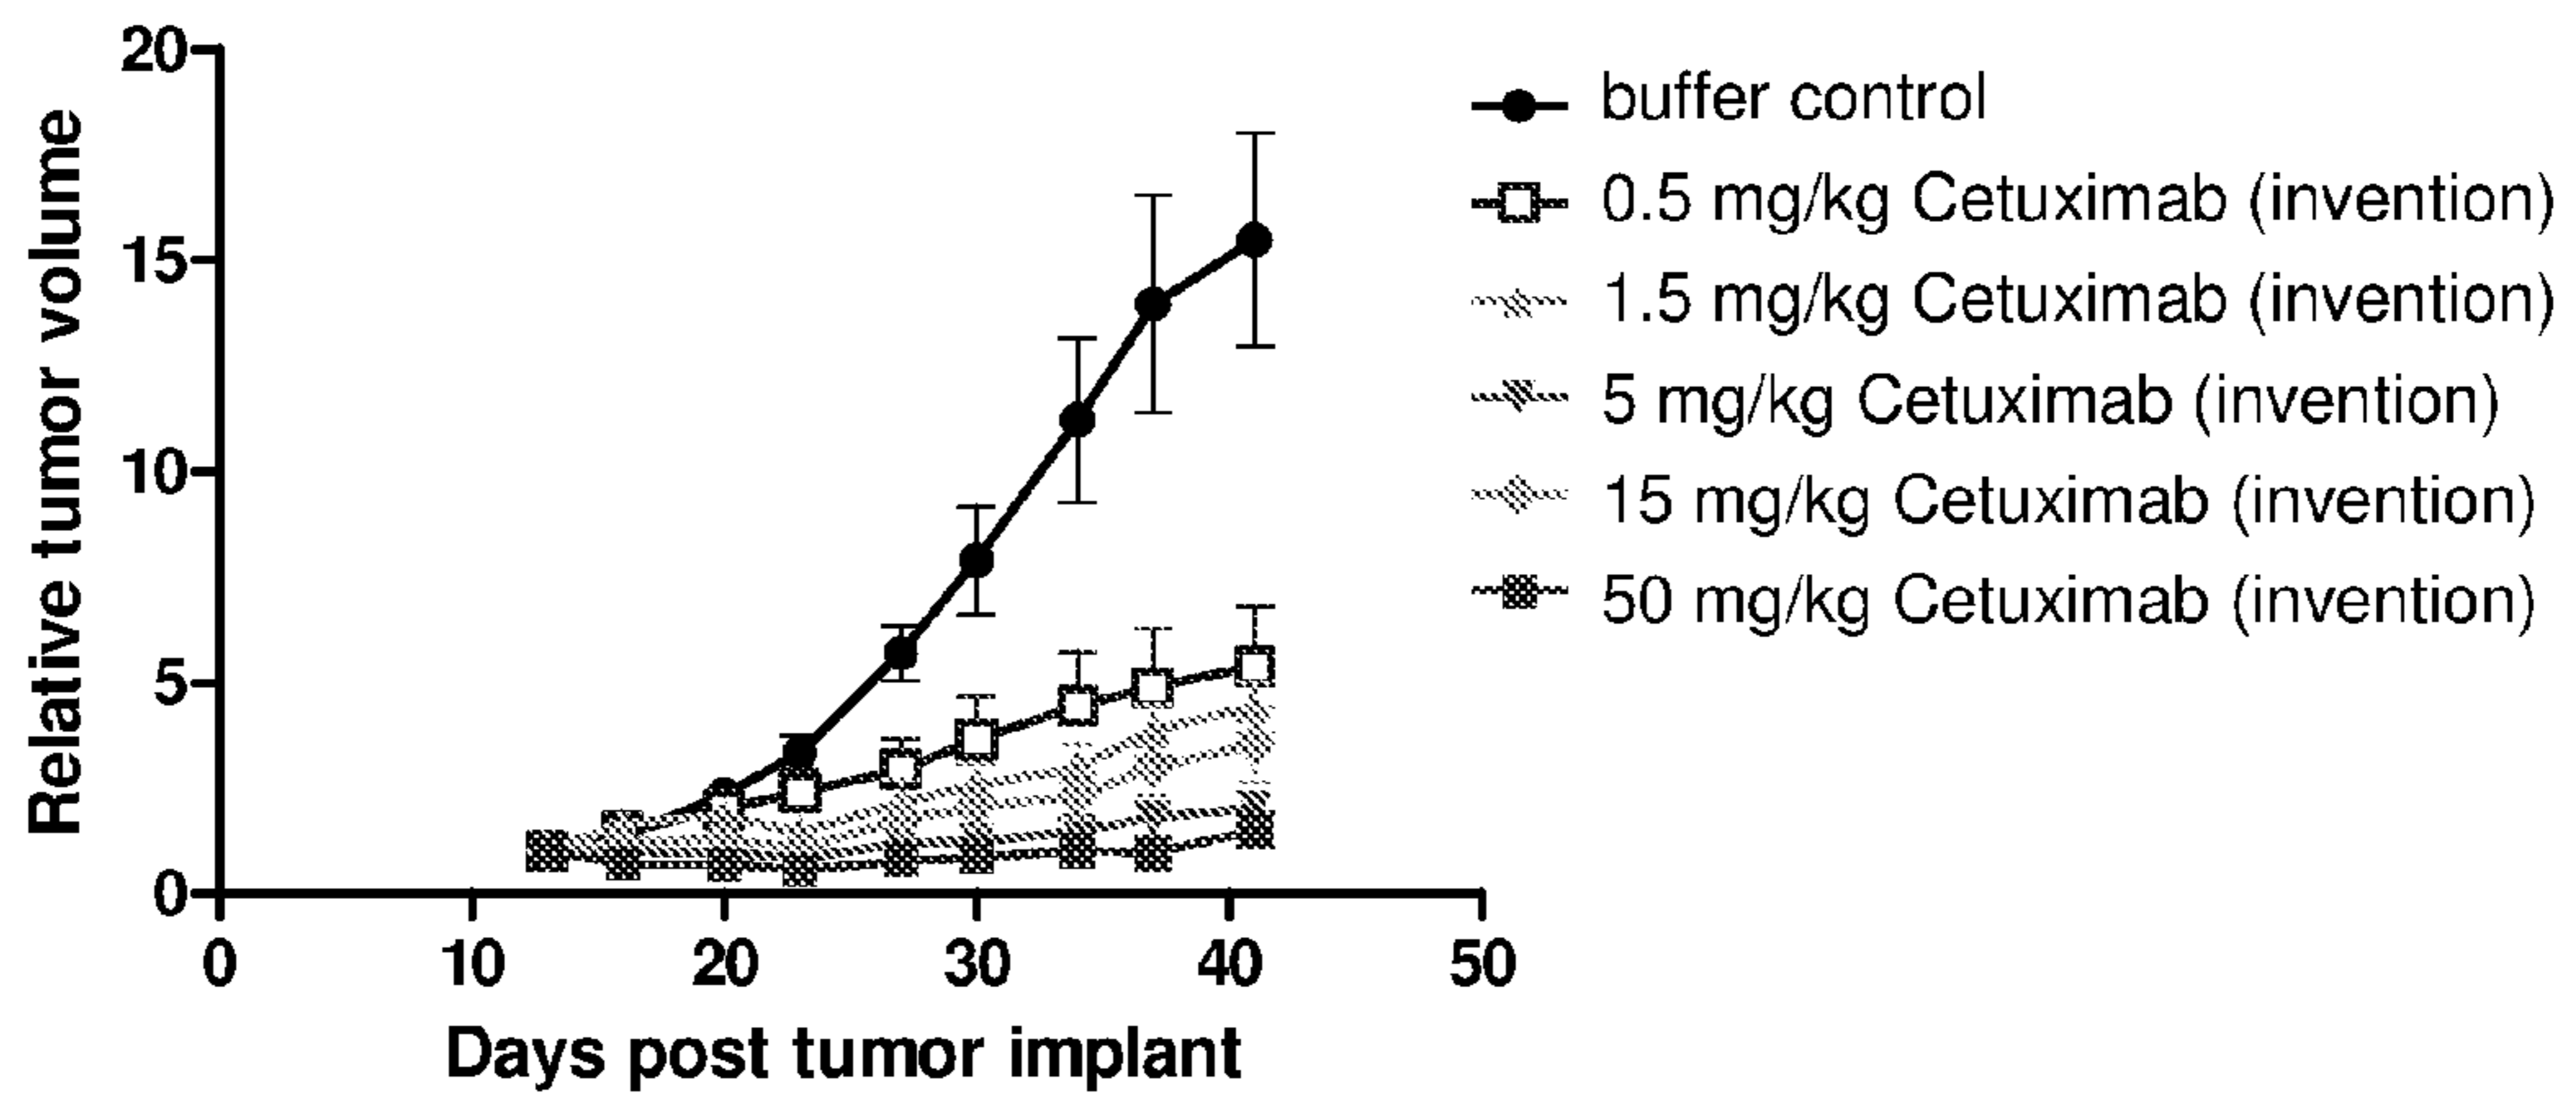 20
15
10
5
0
Relative tumor volume
0 10 20 30 40 50
Days post tumor implant
buffer control
0.5 mg/kg Cetuximab (invention)
1.5 mg/kg Cetuximab (invention)
5 mg/kg Cetuximab (invention)
15 mg/kg Cetuximab (invention)
50 mg/kg Cetuximab (invention)